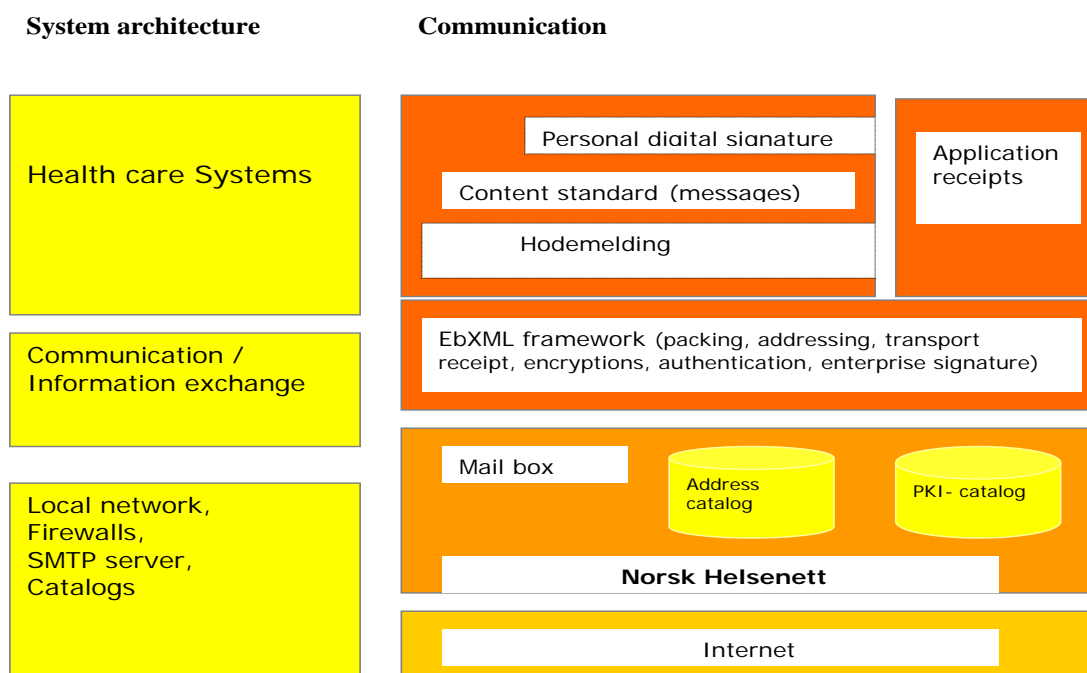 System architecture
Communication
Health care Systems
Communication /
Information exchange
Local network,
Firewalls,
SMTP server,
Catalogs
Personal digital signature
Content standard (messages)
Hodemelding
Application
receipts
EbXML framework (packing, addressing, transport
receipt, encryptions, authentication, enterprise signature)
Mail box
Address
catalog
PKI- catalog
Norsk Helsenett
Internet